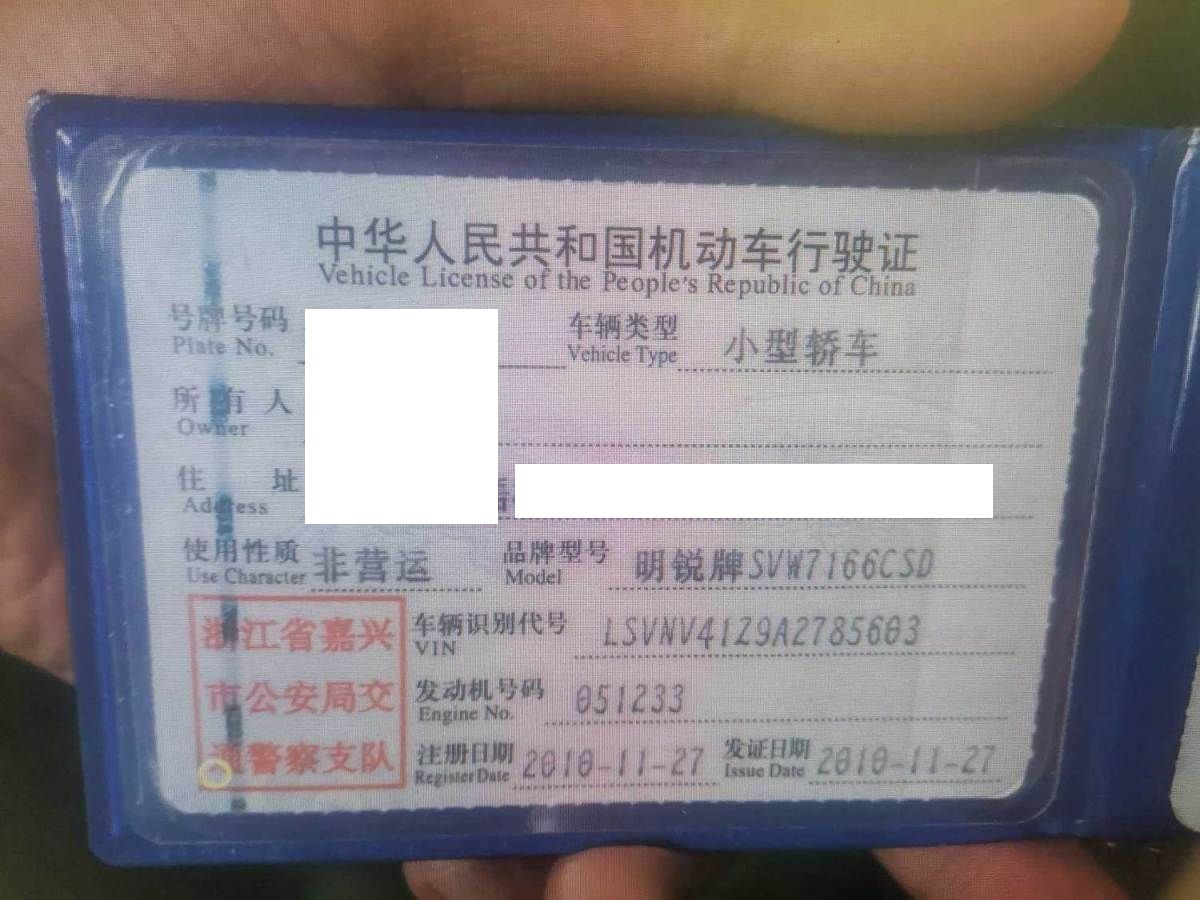 中华人民共和国机动车行驶证
Vehicle License of the People's Republic of China
号牌号码 车辆类型 小型轿车
Plate No. Vehicle Type
所有人
Owner
住址
Address
使用性质 非营运 品牌型号 明锐牌SVW7166CSD
Use Character Model
浙江省嘉兴
市公安局交
通警察支队
车辆识别代号 LSVNV41Z9A2785603
VIN
发动机号码 051233
Engine No.
注册日期 2010-11-27 发证日期 2010-11-27
Register Date Issue Date